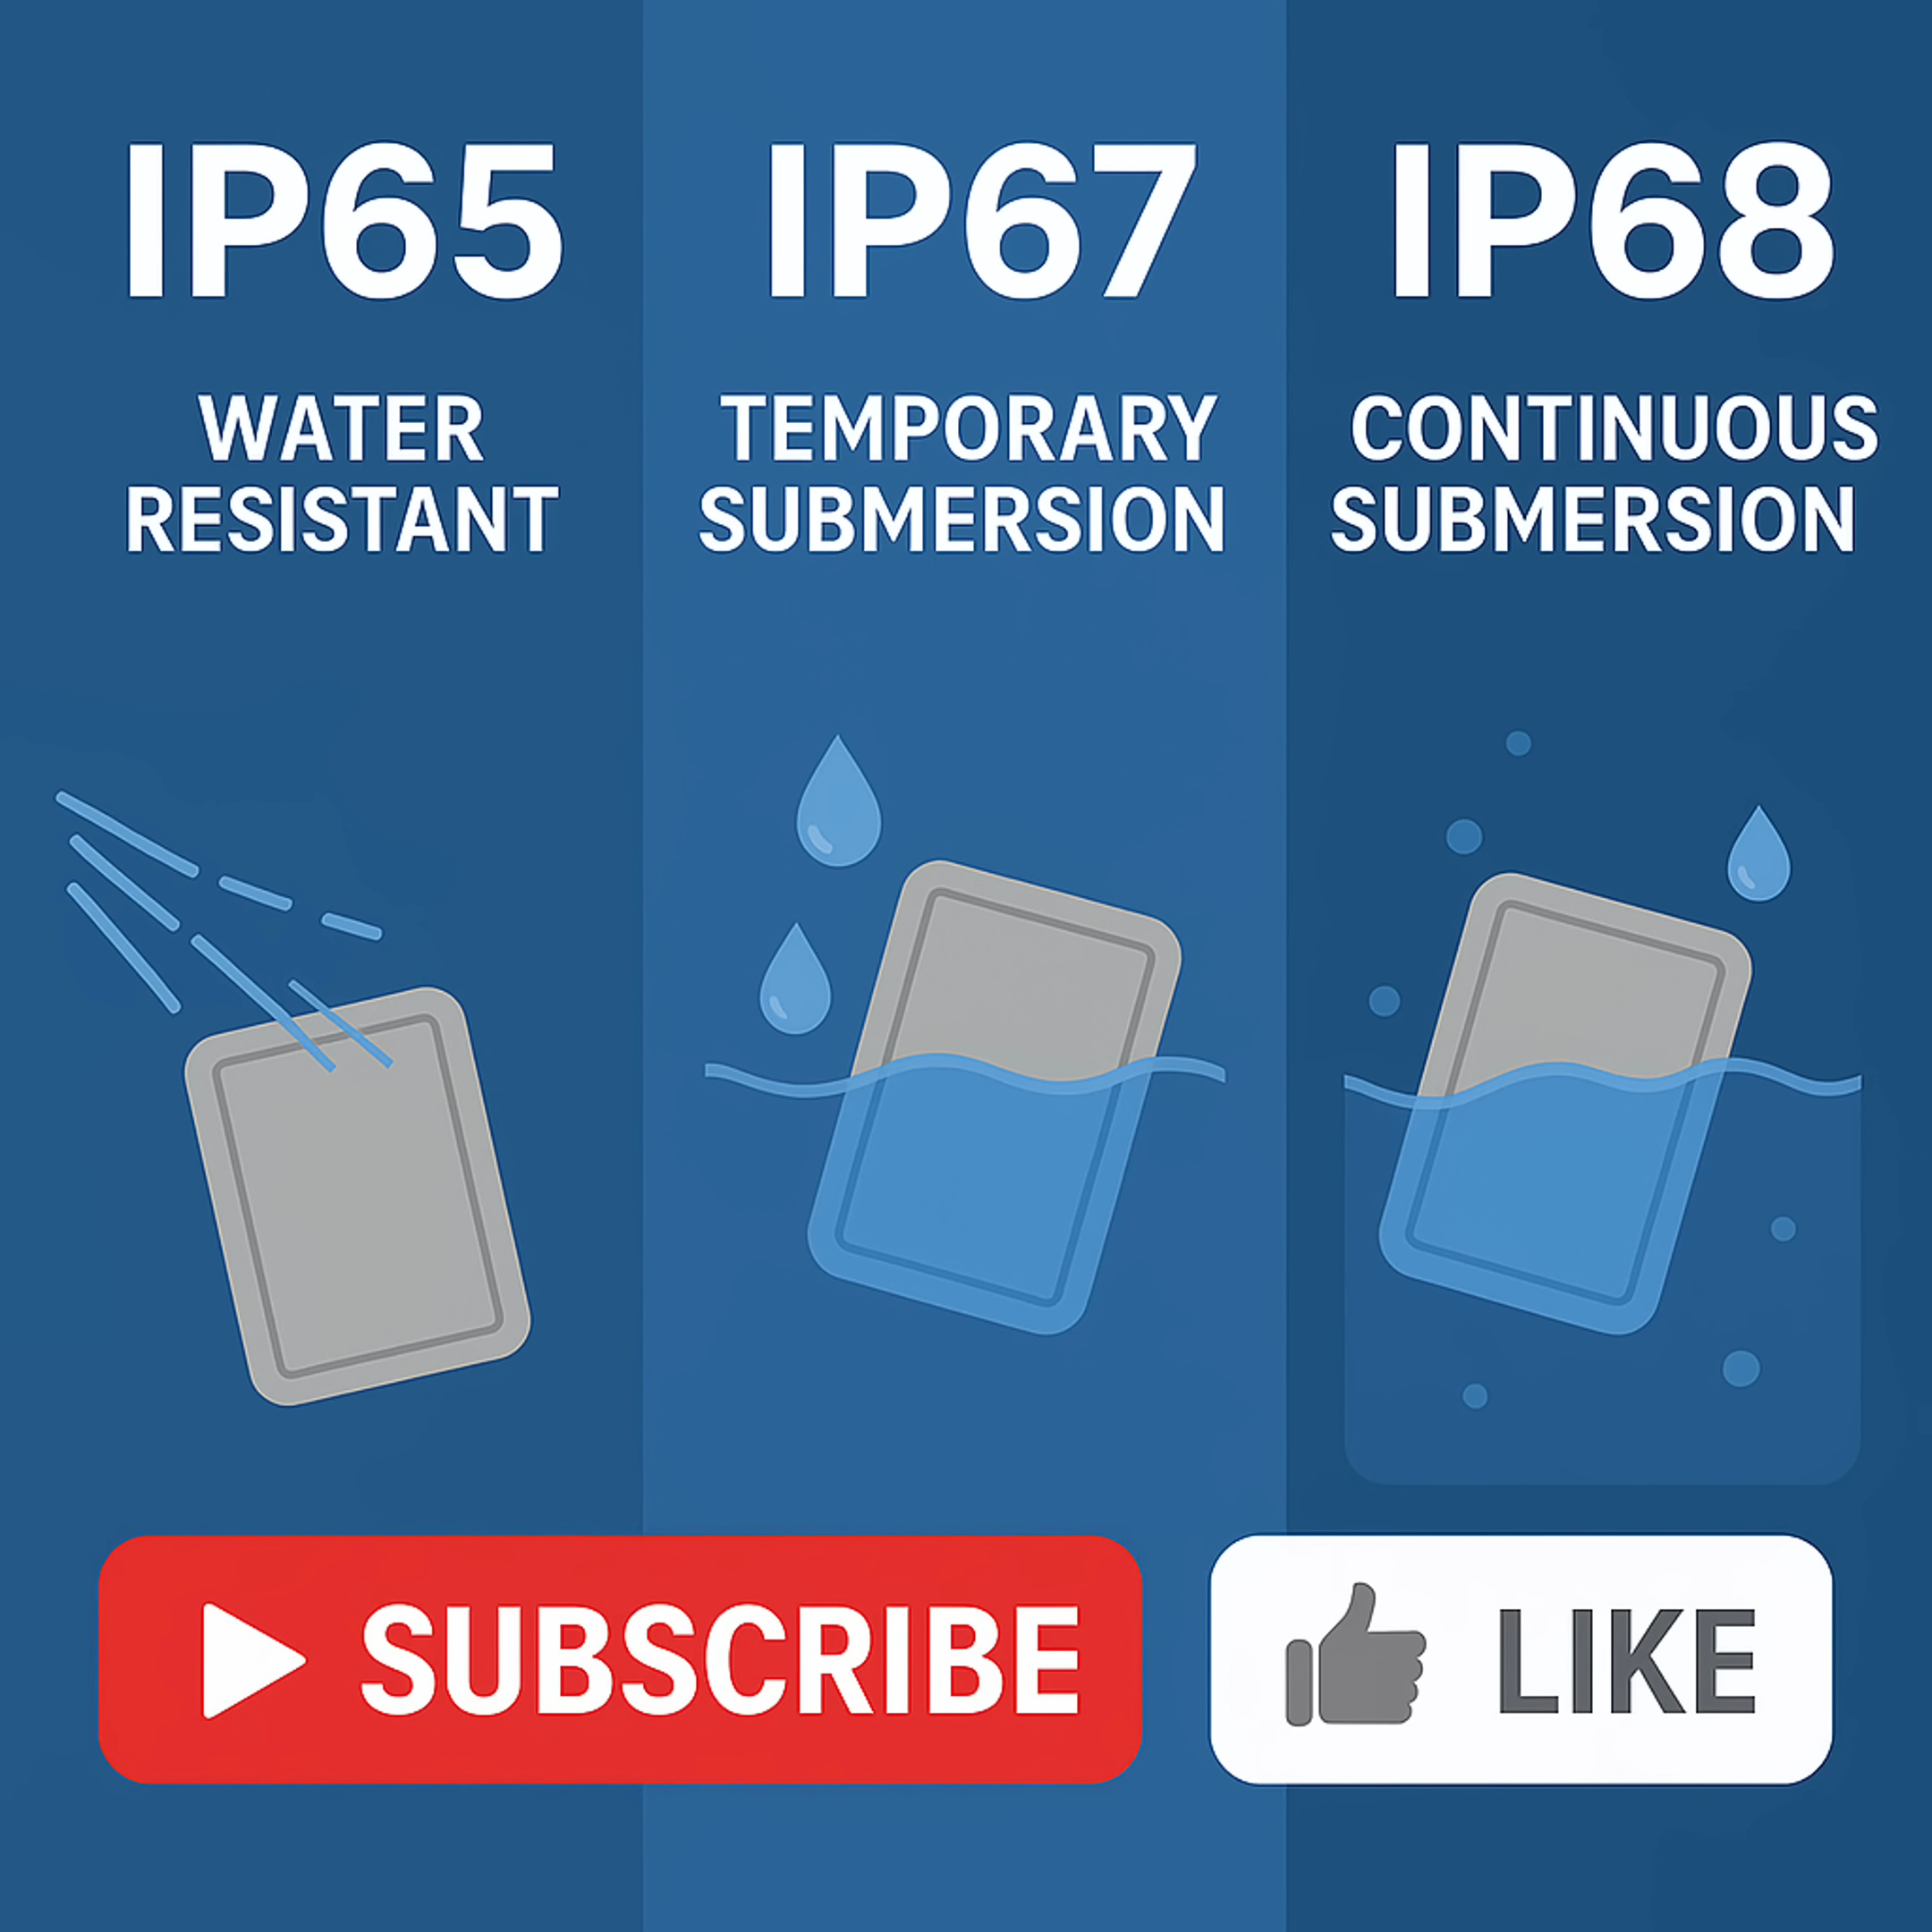 IP65
WATER
RESISTANT
IP67
TEMPORARY
SUBMERSION
IP68
CONTINUOUS
SUBMERSION
SUBSCRIBE
LIKE